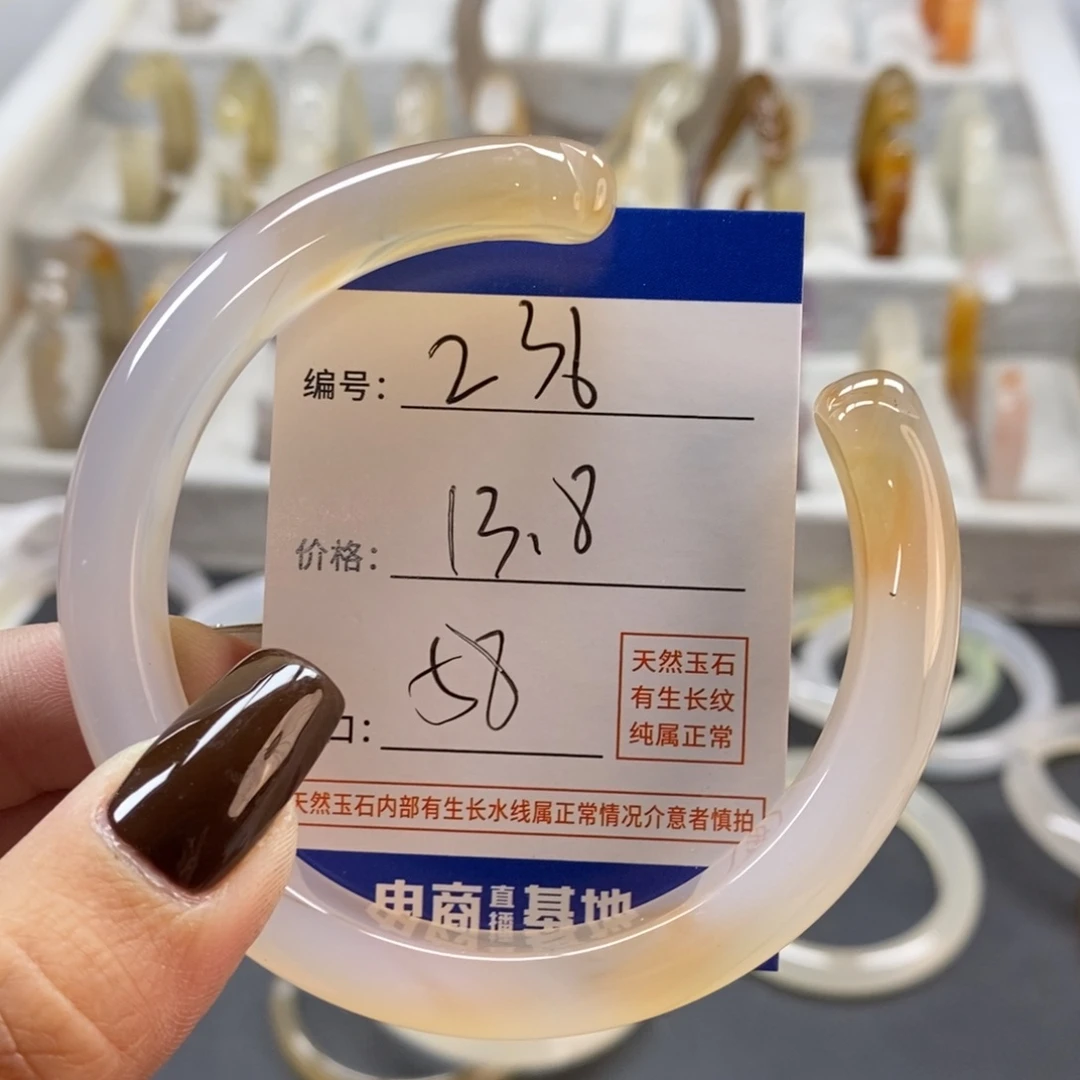 编号: 236
价格: 13.8
口: 58
天然玉石
有生长纹
纯属正常
天然玉石内部有生长水线属正常情况介意者慎拍
电商直播基地